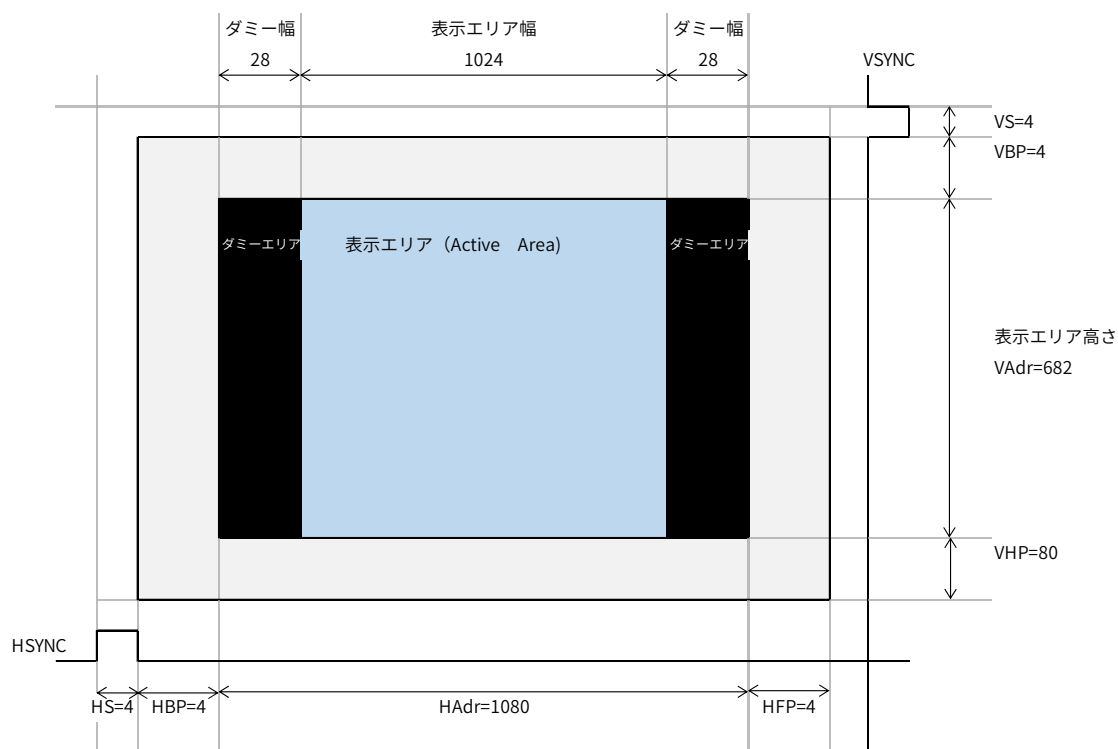 ダミー幅
28
表示エリア幅
1024
ダミー幅
28
VSYNC
VS=4
VBP=4
ダミーエリア
表示エリア（Active　Area)
ダミーエリア
表示エリア高さ
VAdr=682
VHP=80
HSYNC
HS=4
HBP=4
HAdr=1080
HFP=4